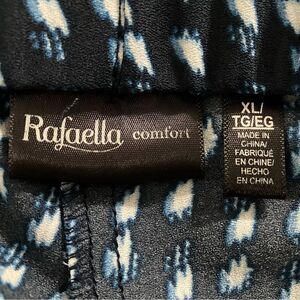 Rafaella comfort
XL/
TG/EG
MADE IN
CHINA/
FABRIQUÉ
EN CHINE/
HECHO
EN CHINA